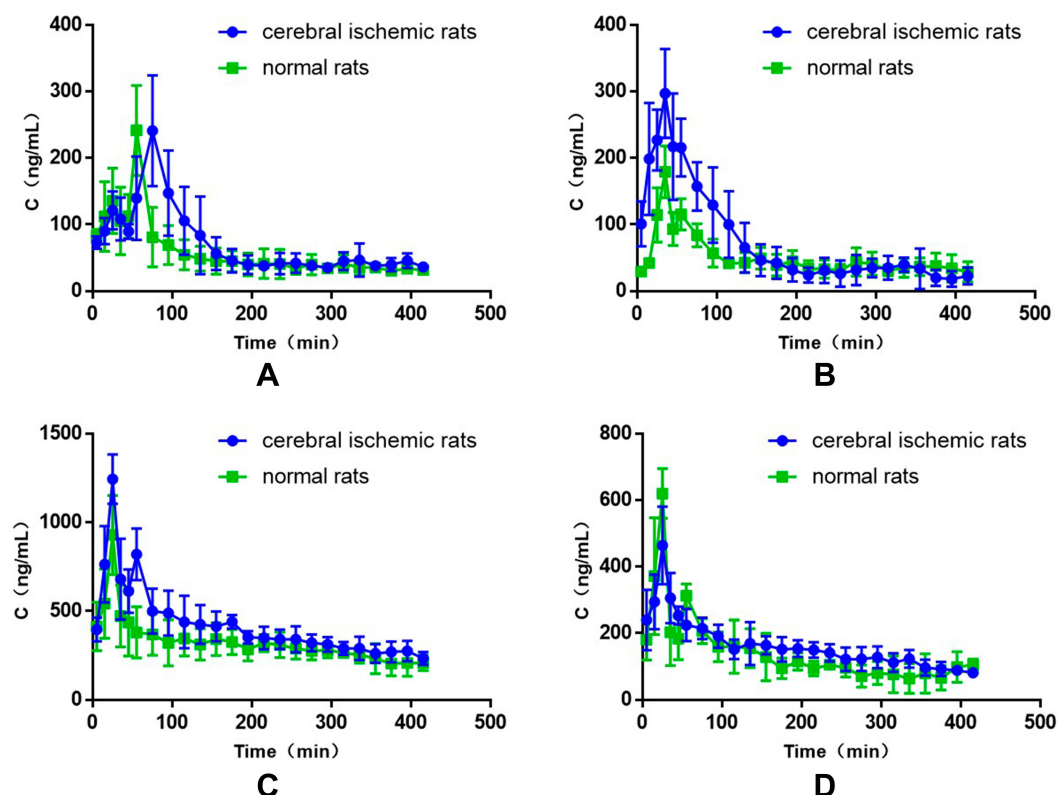 400
300
200
100
0
C（ng/mL）
cerebral ischemic rats
normal rats
0 100 200 300 400 500
Time（min）
A
400
300
200
100
0
C（ng/mL）
cerebral ischemic rats
normal rats
0 100 200 300 400 500
Time（min）
B
1500
1000
500
0
C（ng/mL）
cerebral ischemic rats
normal rats
0 100 200 300 400 500
Time（min）
C
800
600
400
200
0
C（ng/mL）
cerebral ischemic rats
normal rats
0 100 200 300 400 500
Time（min）
D